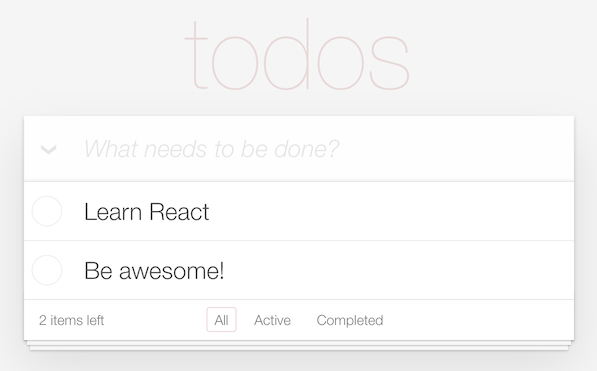 todos
What needs to be done?
Learn React
Be awesome!
2 items left All Active Completed